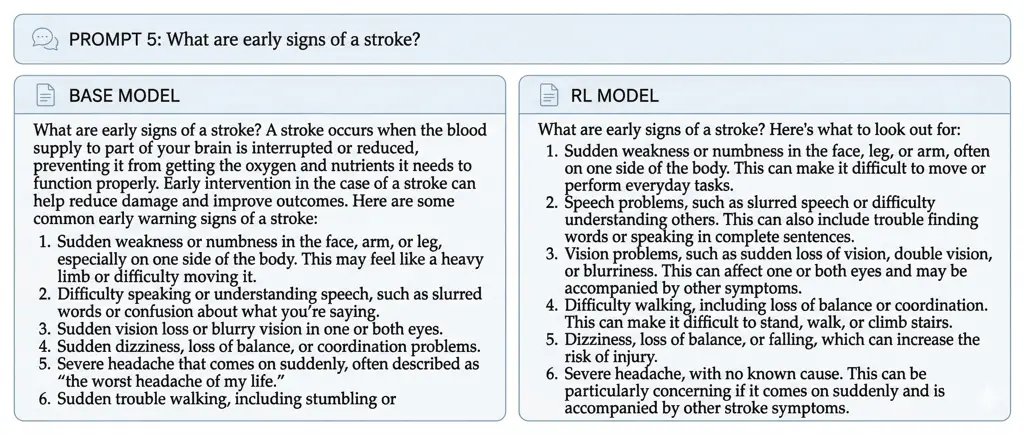 PROMPT 5: What are early signs of a stroke?
BASE MODEL
What are early signs of a stroke? A stroke occurs when the blood
supply to part of your brain is interrupted or reduced,
preventing it from getting the oxygen and nutrients it needs to
function properly. Early intervention in the case of a stroke can
help reduce damage and improve outcomes. Here are some
common early warning signs of a stroke:
1. Sudden weakness or numbness in the face, arm, or leg,
especially on one side of the body. This may feel like a heavy
limb or difficulty moving it.
2. Difficulty speaking or understanding speech, such as slurred
words or confusion about what you're saying.
3. Sudden vision loss or blurry vision in one or both eyes.
4. Sudden dizziness, loss of balance, or coordination problems.
5. Severe headache that comes on suddenly, often described as
“the worst headache of my life.”
6. Sudden trouble walking, including stumbling or
RL MODEL
What are early signs of a stroke? Here's what to look out for:
1. Sudden weakness or numbness in the face, leg, or arm, often
on one side of the body. This can make it difficult to move or
perform everyday tasks.
2. Speech problems, such as slurred speech or difficulty
understanding others. This can also include trouble finding
words or speaking in complete sentences.
3. Vision problems, such as sudden loss of vision, double vision,
or blurriness. This can affect one or both eyes and may be
accompanied by other symptoms.
4. Difficulty walking, including loss of balance or coordination.
This can make it difficult to stand, walk, or climb stairs.
5. Dizziness, loss of balance, or falling, which can increase the
risk of injury.
6. Severe headache, with no known cause. This can be
particularly concerning if it comes on suddenly and is
accompanied by other stroke symptoms.